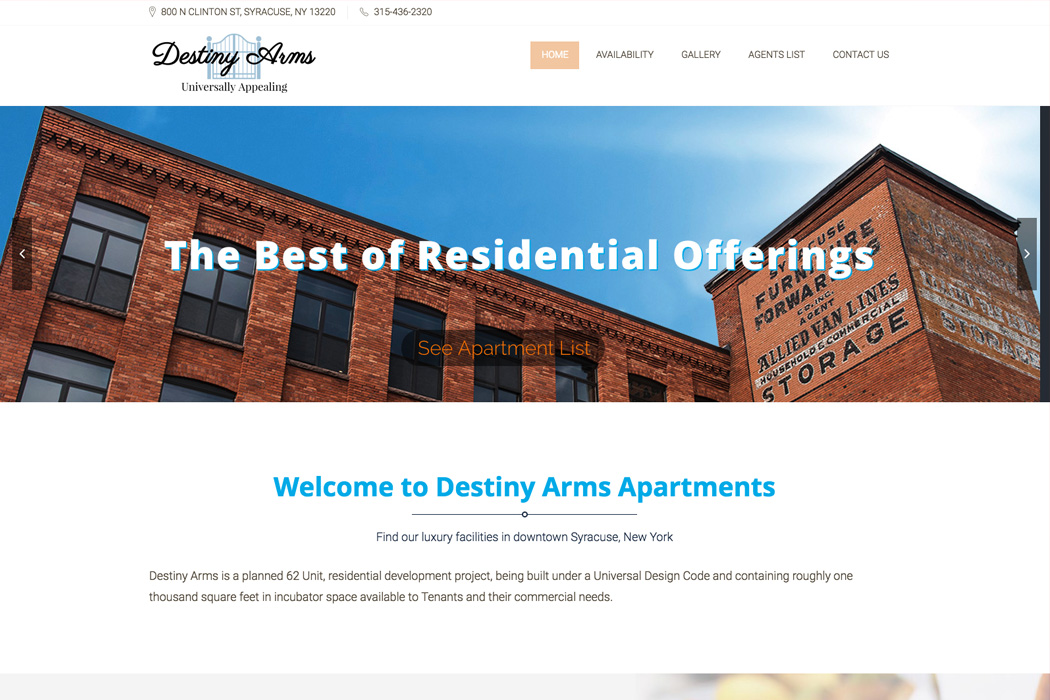 800 N CLINTON ST, SYRACUSE, NY 13220
315-436-2320
Destiny Arms
Universally Appealing
HOME
AVAILABILITY
GALLERY
AGENTS LIST
CONTACT US
The Best of Residential Offerings
SYRACUSE
FURNITURE
FORWARD
AGENT
ALLIED VAN LINES
HOUSEHOLD & COMMERCIAL
STORAGE
STORAGE
See Apartment List
Welcome to Destiny Arms Apartments
Find our luxury facilities in downtown Syracuse, New York
Destiny Arms is a planned 62 Unit, residential development project, being built under a Universal Design Code and containing roughly one
thousand square feet in incubator space available to Tenants and their commercial needs.